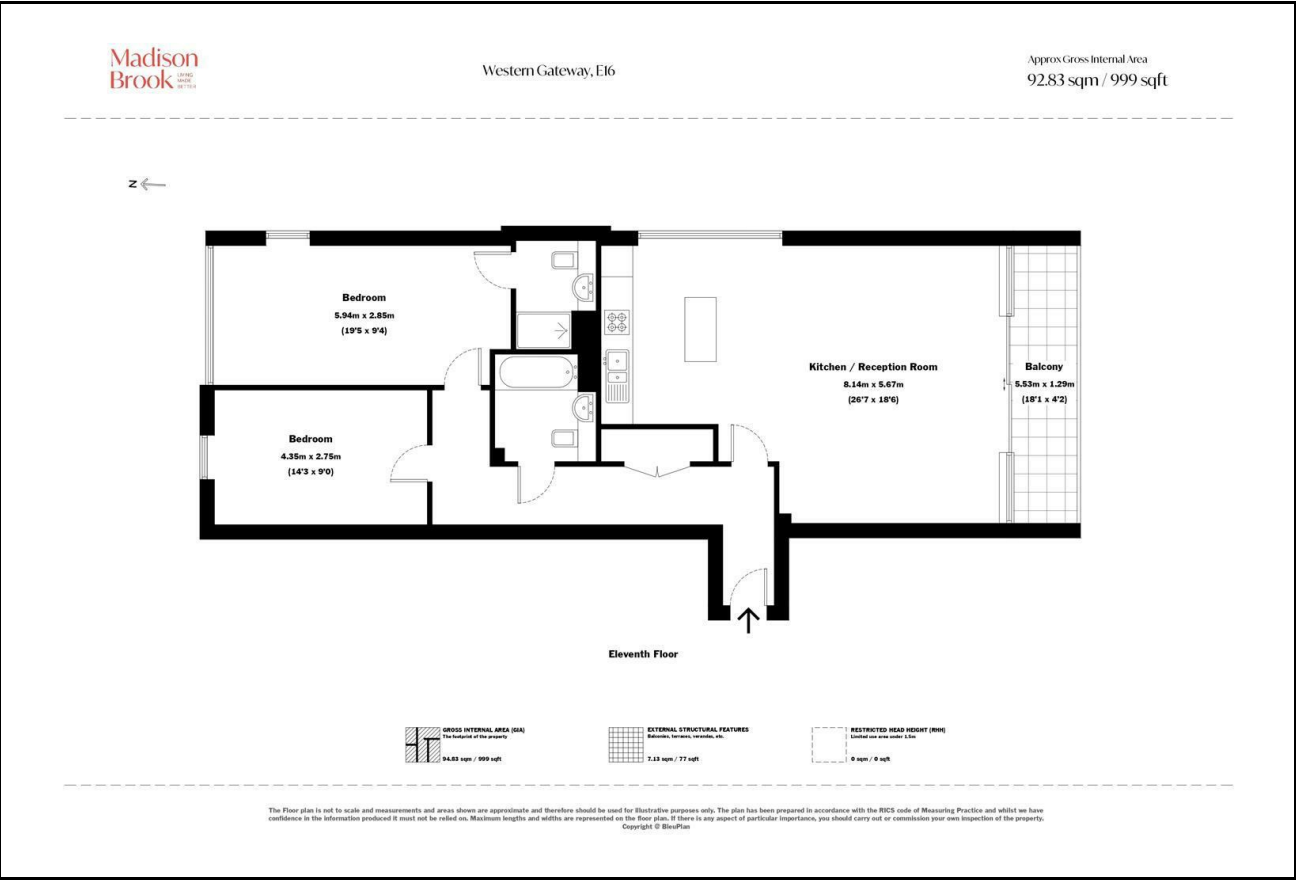 Madison
Brook LIVING MADE BETTER
Western Gateway, E16
Approx Gross Internal Area
92.83 sqm / 999 sqft
N
Bedroom
5.94m x 2.85m
(19'5 x 9'4)
Kitchen / Reception Room
8.14m x 5.67m
(26'7 x 18'6)
Balcony
5.53m x 1.29m
(18'1 x 4'2)
Bedroom
4.35m x 2.75m
(14'3 x 9'0)
Eleventh Floor
GROSS INTERNAL AREA (GIA)
The footprint of the property
94.83 sqm / 999 sqft
EXTERNAL STRUCTURAL FEATURES
Balconies, terraces, verandas, etc.
7.13 sqm / 77 sqft
RESTRICTED HEAD HEIGHT (RHH)
Limited use area under 1.5m
0 sqm / 0 sqft
The Floor plan is not to scale and measurements and areas shown are approximate and therefore should be used for illustrative purposes only. The plan has been prepared in accordance with the RICS code of Measuring Practice and whilst we have
confidence in the information produced it must not be relied on. Maximum lengths and widths are represented on the floor plan. If there is any aspect of particular importance, you should carry out or commission your own inspection of the property.
Copyright @ BleuPlan